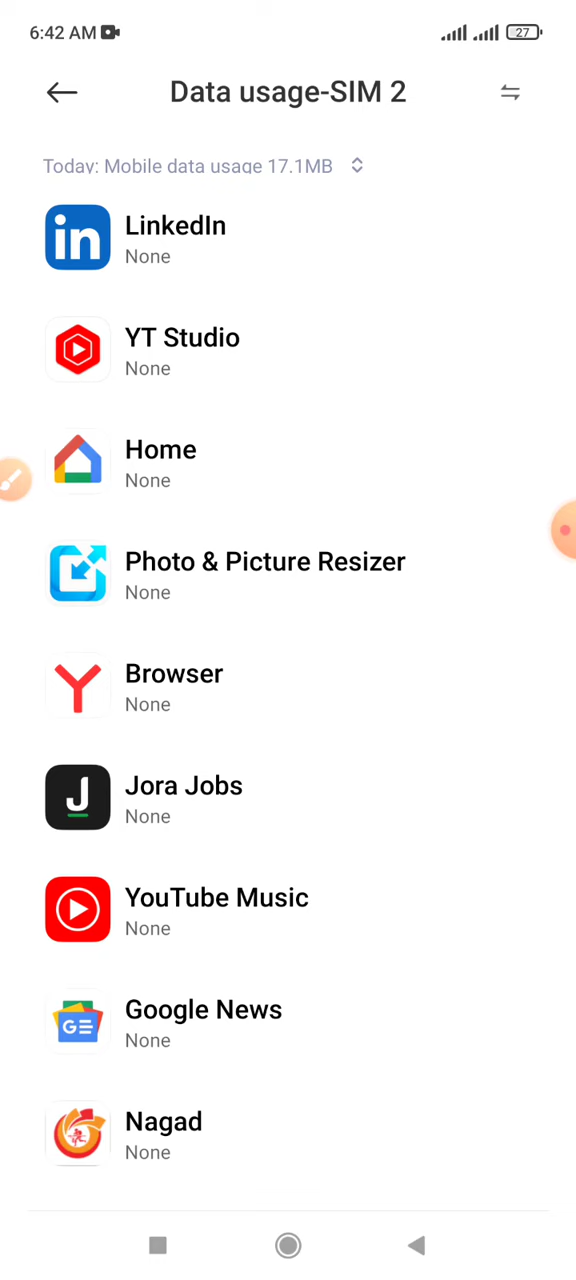 6:42 AM
27
Data usage-SIM 2
Today: Mobile data usage 17.1MB
in
LinkedIn
None
YT Studio
None
Home
None
Photo & Picture Resizer
None
Y
Browser
None
J
Jora Jobs
None
YouTube Music
None
GE
Google News
None
Nagad
None